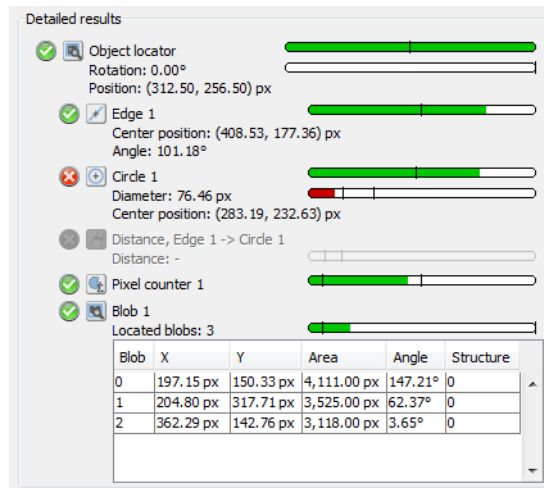 Detailed results
Object locator
Rotation: 0.00°
Position: (312.50, 256.50) px
Edge 1
Center position: (408.53, 177.36) px
Angle: 101.18°
Circle 1
Diameter: 76.46 px
Center position: (283.19, 232.63) px
Distance, Edge 1 -> Circle 1
Distance: -
Pixel counter 1
Blob 1
Located blobs: 3
Blob X Y Area Angle Structure
0 197.15 px 150.33 px 4,111.00 px 147.21° 0
1 204.80 px 317.71 px 3,525.00 px 62.37° 0
2 362.29 px 142.76 px 3,118.00 px 3.65° 0